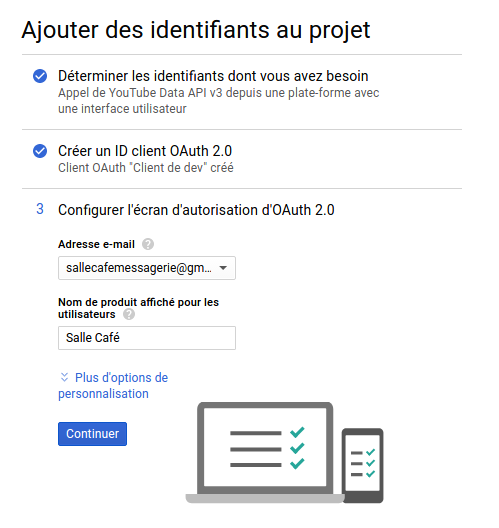 Ajouter des identifiants au projet
Déterminer les identifiants dont vous avez besoin
Appel de YouTube Data API v3 depuis une plate-forme avec
une interface utilisateur
Créer un ID client OAuth 2.0
Client OAuth "Client de dev" créé
3 Configurer l'écran d'autorisation d'OAuth 2.0
Adresse e-mail ?
sallecafemessagerie@gm...
Nom de produit affiché pour les
utilisateurs ?
Salle Café
Plus d'options de
personnalisation
Continuer